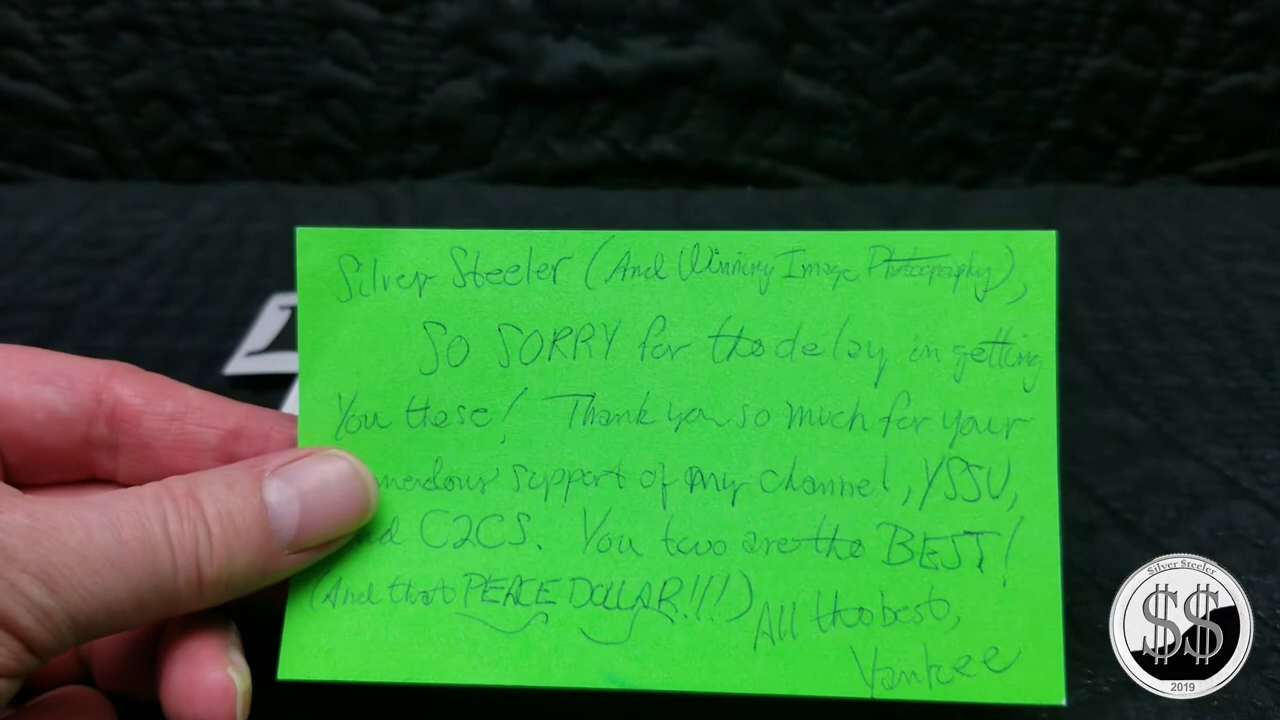 Silver Steeler (And Winning Image Photography),
SO SORRY for the delay in getting
You these! Thank you so much for your
support of my channel, YSSU,
C2CS. You two are the BEST!
(And that PEACE DOLLAR!!!)
All the best,
Yankee
Silver Steeler
$$
2019